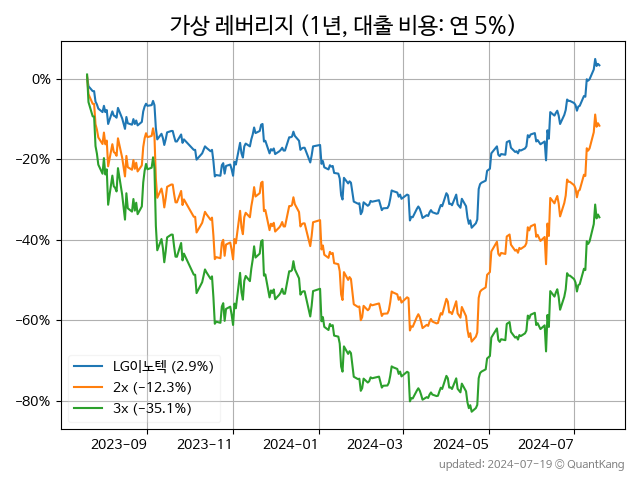 가상 레버리지 (1년, 대출 비용: 연 5%)
0%
−20%
−40%
−60%
−80%
LG이노텍 (2.9%)
2x (−12.3%)
3x (−35.1%)
2023-09
2023-11
2024-01
2024-03
2024-05
2024-07
updated: 2024-07-19 © QuantKang